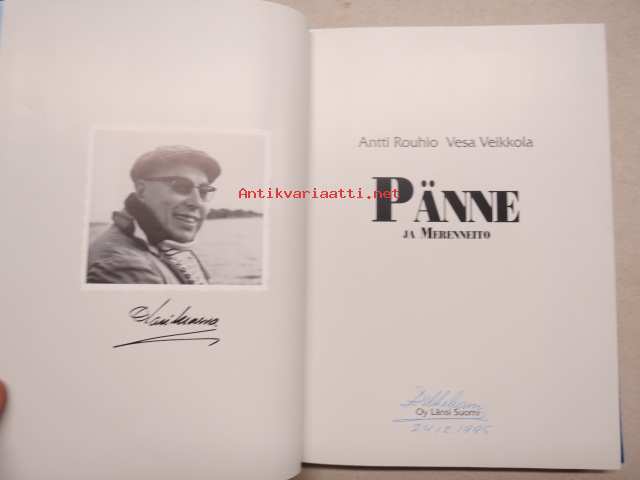 Antti Rouhio Vesa Veikkola
PÄNNE
JA MERENNEITO
Antikvariaatti.net
Oy Länsi Suomi
24.12.1995